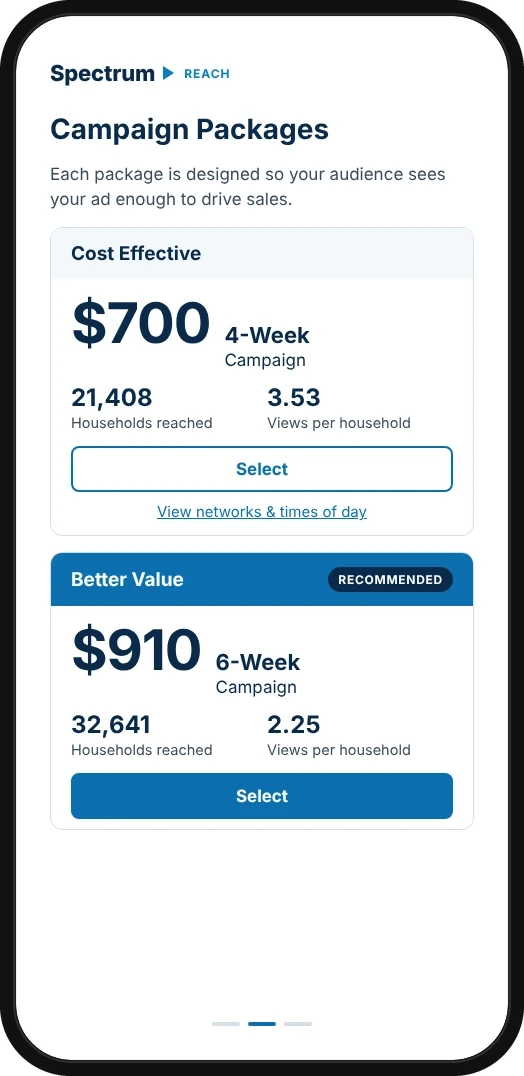 Spectrum REACH
Campaign Packages
Each package is designed so your audience sees
your ad enough to drive sales.
Cost Effective
$700 4-Week
Campaign
21,408 3.53
Households reached Views per household
Select
View networks & times of day
Better Value RECOMMENDED
$910 6-Week
Campaign
32,641 2.25
Households reached Views per household
Select